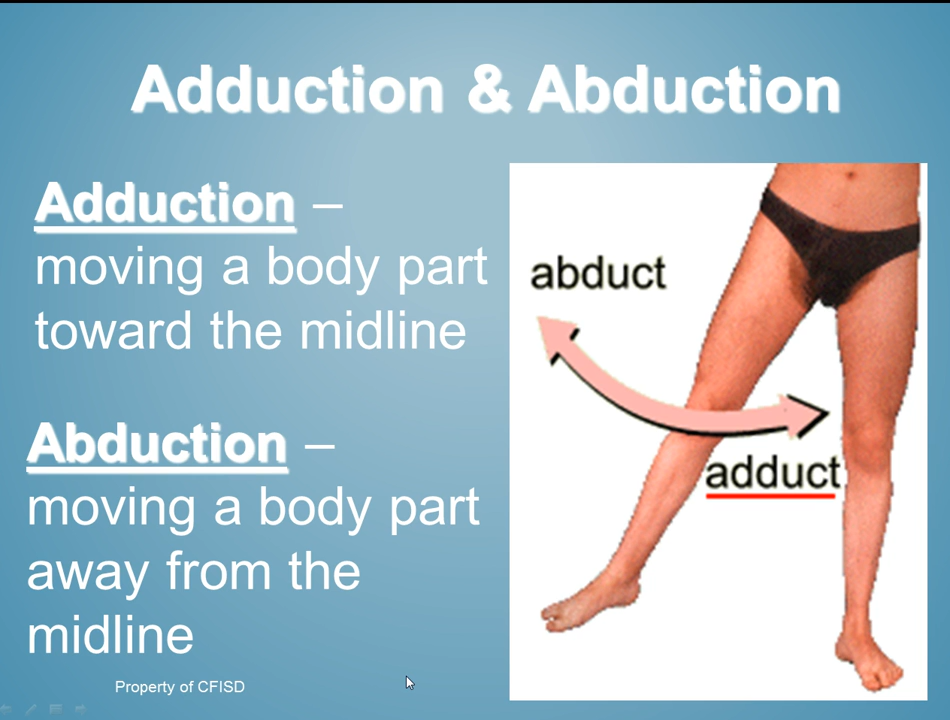 Adduction & Abduction
Adduction –
moving a body part
toward the midline
Abduction –
moving a body part
away from the
midline
abduct
adduct
Property of CFISD